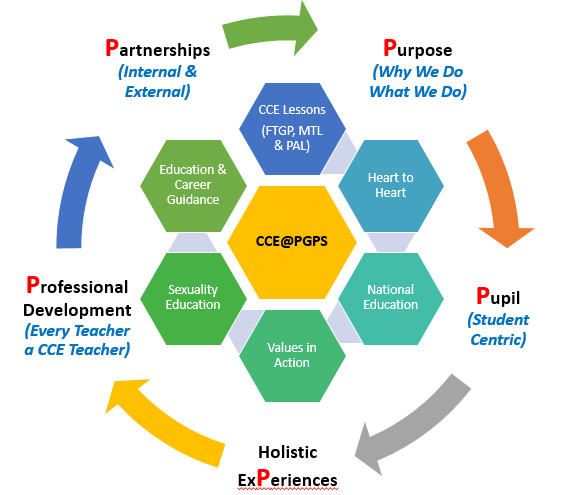 Partnerships
(Internal &
External)
Purpose
(Why We Do
What We Do)
CCE Lessons
(FTGP, MTL
& PAL)
Education &
Career
Guidance
Heart to
Heart
CCE@PGPS
Professional
Development
(Every Teacher
a CCE Teacher)
Sexuality
Education
National
Education
Pupil
(Student
Centric)
Values in
Action
Holistic
ExPeriences